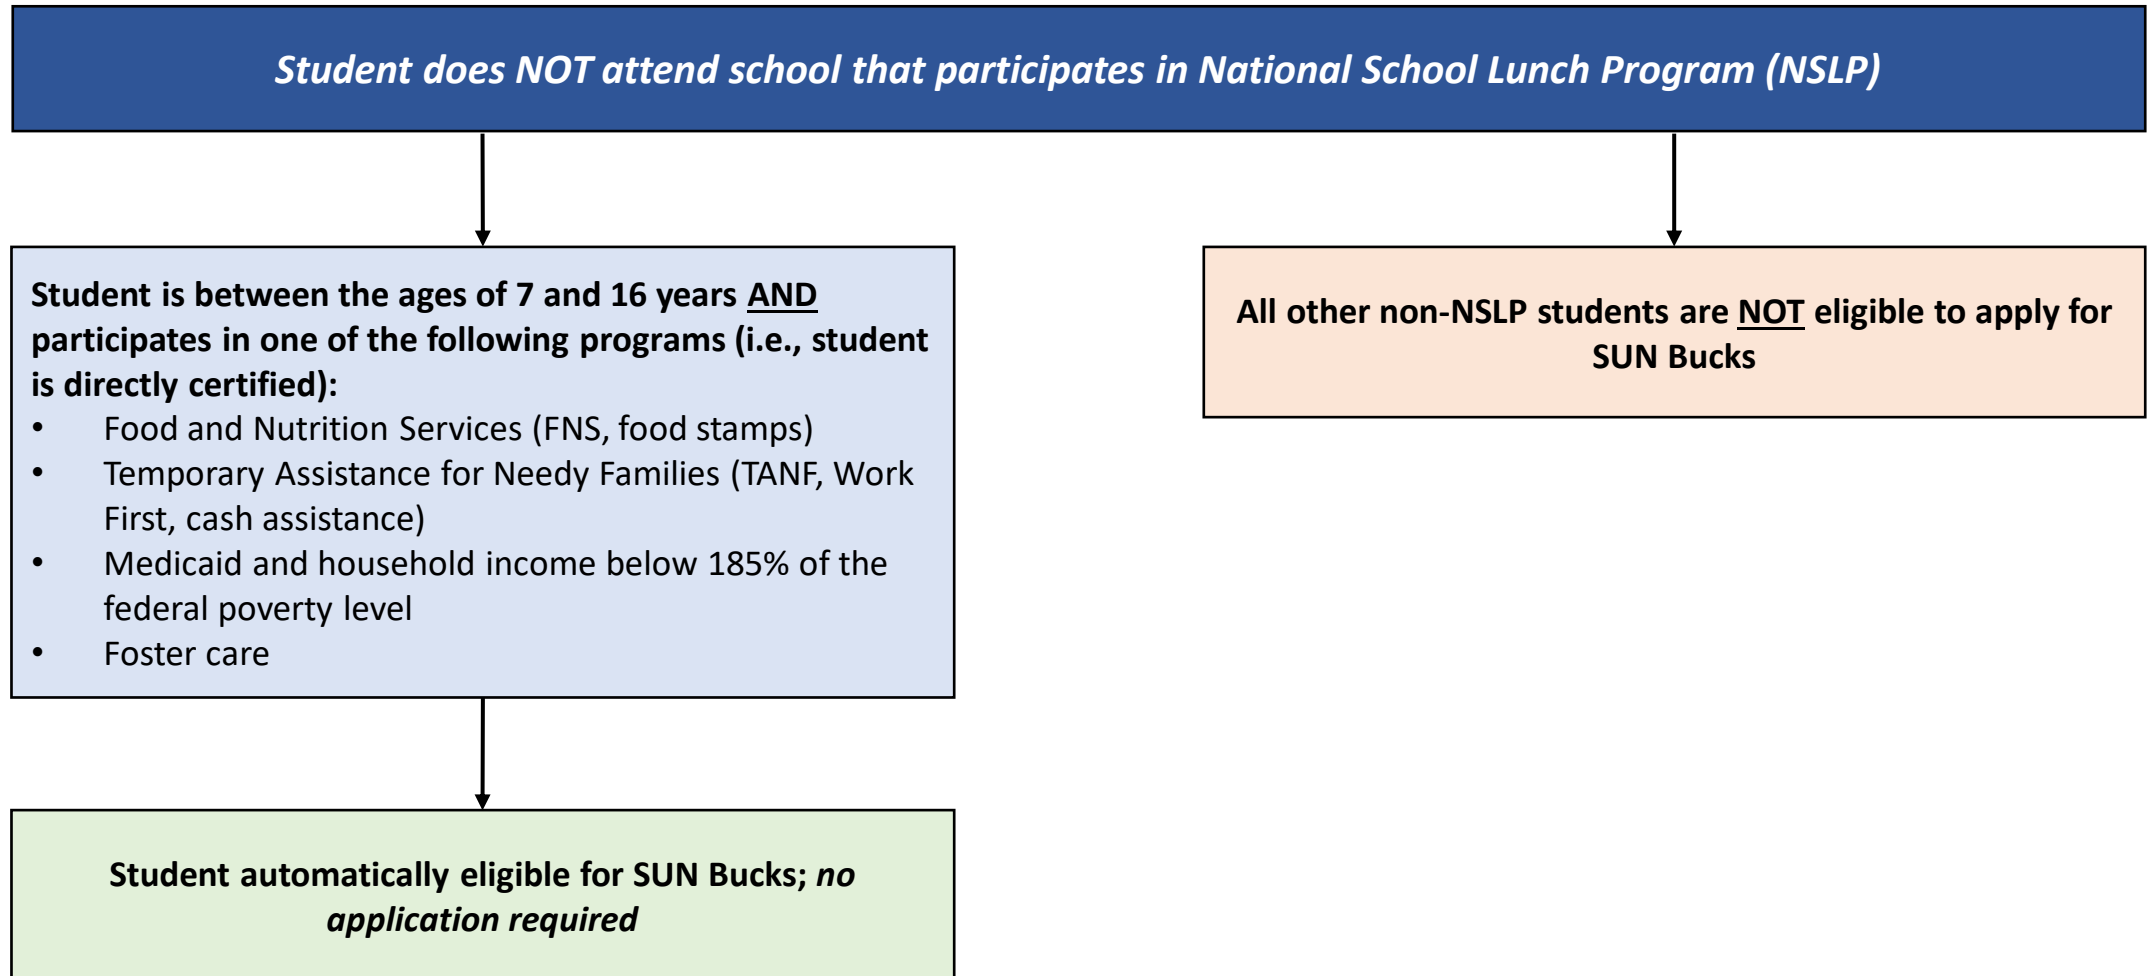 Student does NOT attend school that participates in National School Lunch Program (NSLP)
Student is between the ages of 7 and 16 years AND
participates in one of the following programs (i.e., student
is directly certified):
• Food and Nutrition Services (FNS, food stamps)
• Temporary Assistance for Needy Families (TANF, Work
First, cash assistance)
• Medicaid and household income below 185% of the
federal poverty level
• Foster care
All other non-NSLP students are NOT eligible to apply for
SUN Bucks
Student automatically eligible for SUN Bucks; no
application required